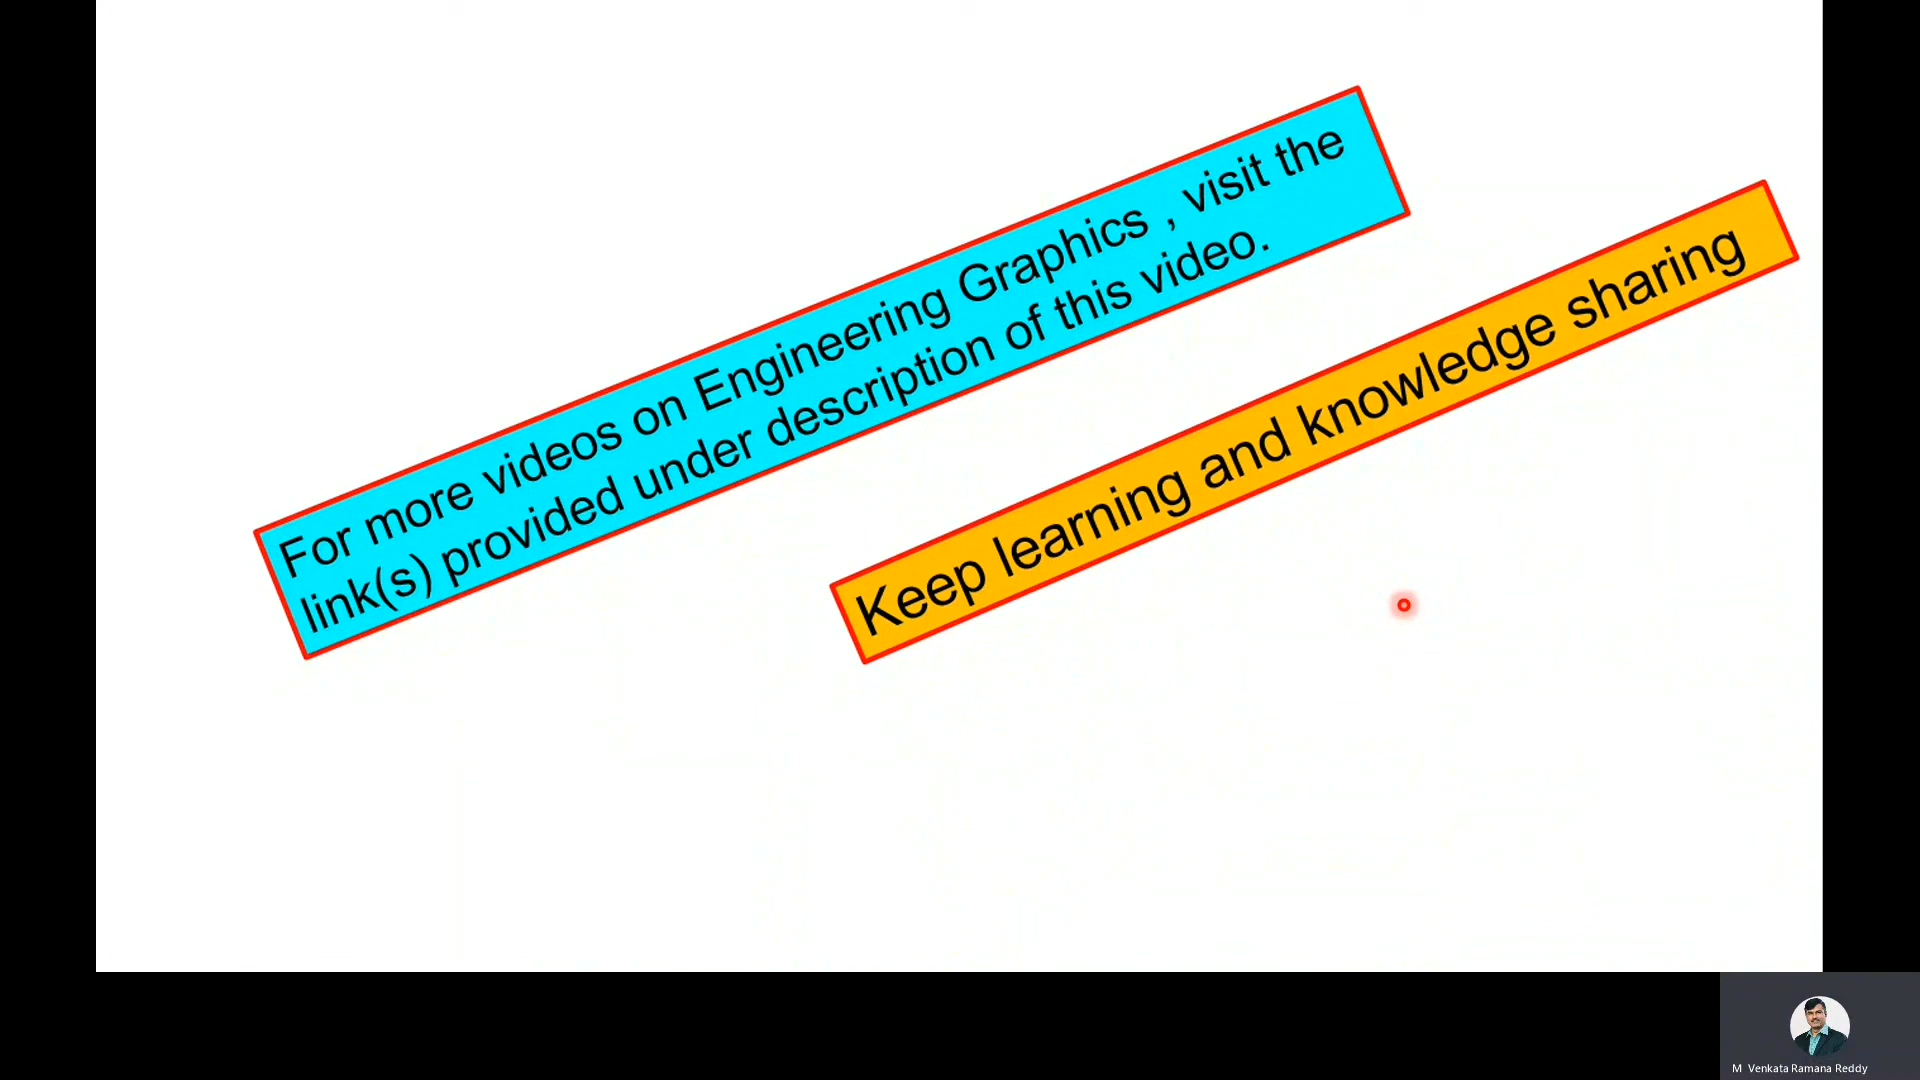 For more videos on Engineering Graphics , visit the
link(s) provided under description of this video.
Keep learning and knowledge sharing
M Venkata Ramana Reddy